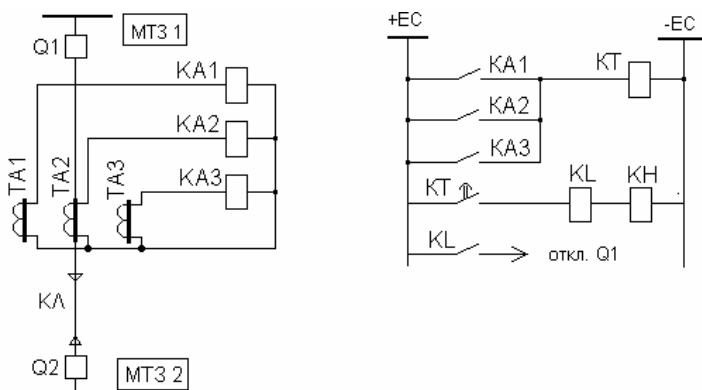 МТЗ 1
Q1
KA1
KA2
KA3
TA1
TA2
TA3
КЛ
Q2
МТЗ 2
+EC
-EC
KA1
KT
KA2
KA3
KT
KL
KH
KL
откл. Q1